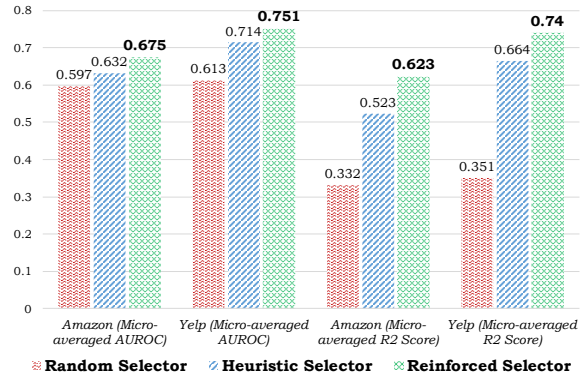 0.8
0.7
0.6
0.5
0.4
0.3
0.2
0.1
0
0.597
0.632
0.675
0.613
0.714
0.751
0.332
0.523
0.623
0.351
0.664
0.74
Amazon (Micro-
averaged AUROC)
Yelp (Micro-averaged
AUROC)
Amazon (Micro-
averaged R2 Score)
Yelp (Micro-averaged
R2 Score)
Random Selector
Heuristic Selector
Reinforced Selector